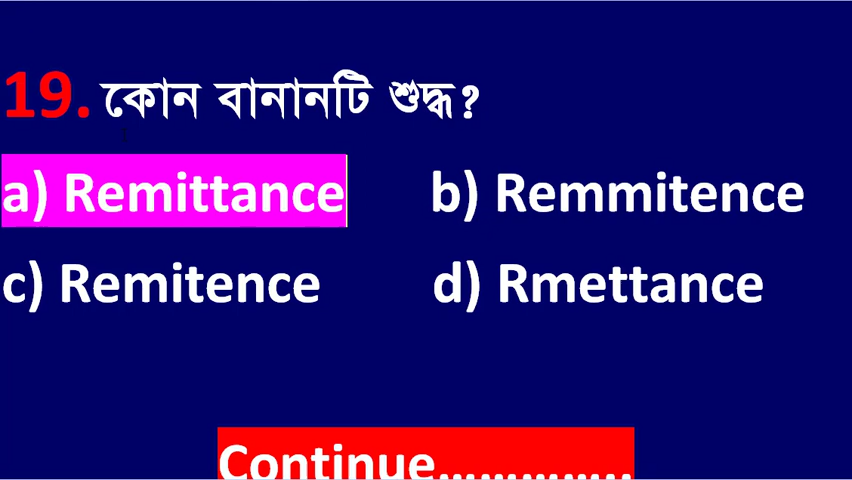 19. কোন বানানটি শুদ্ধ?
a) Remittance b) Remmitence
c) Remitence d) Rmettance
Continue…………..